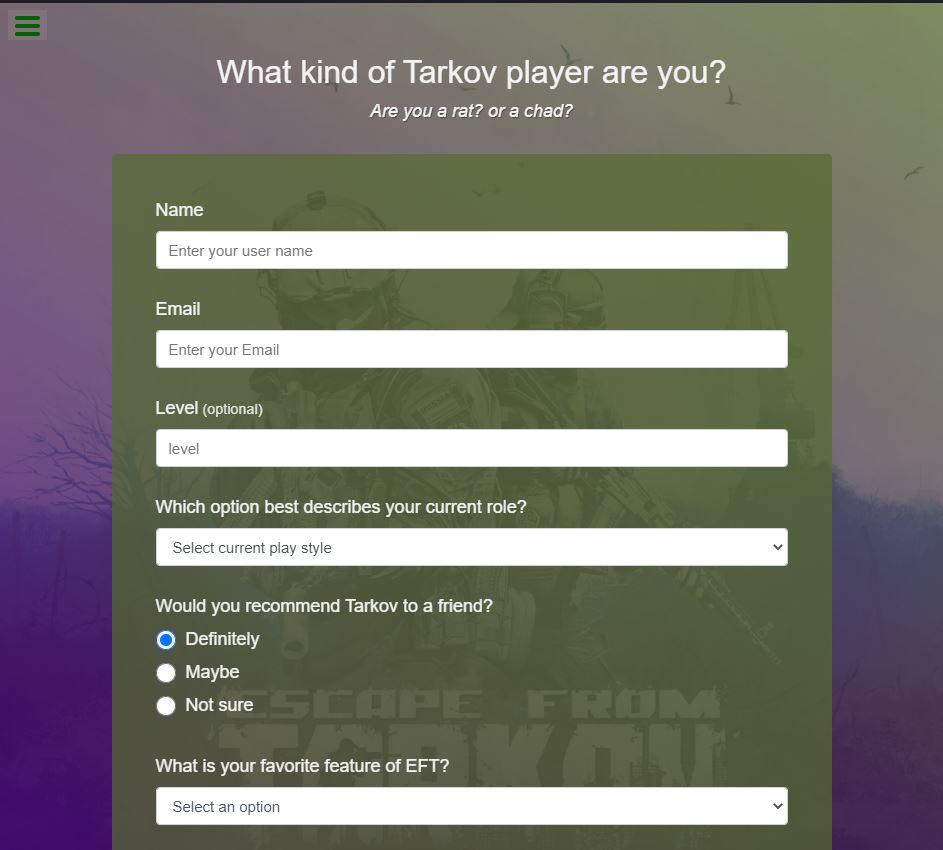 What kind of Tarkov player are you?
Are you a rat? or a chad?
Name
Enter your user name
Email
Enter your Email
Level (optional)
level
Which option best describes your current role?
Select current play style
Would you recommend Tarkov to a friend?
Definitely
Maybe
Not sure
ESCAPE FROM
TARKOV
What is your favorite feature of EFT?
Select an option